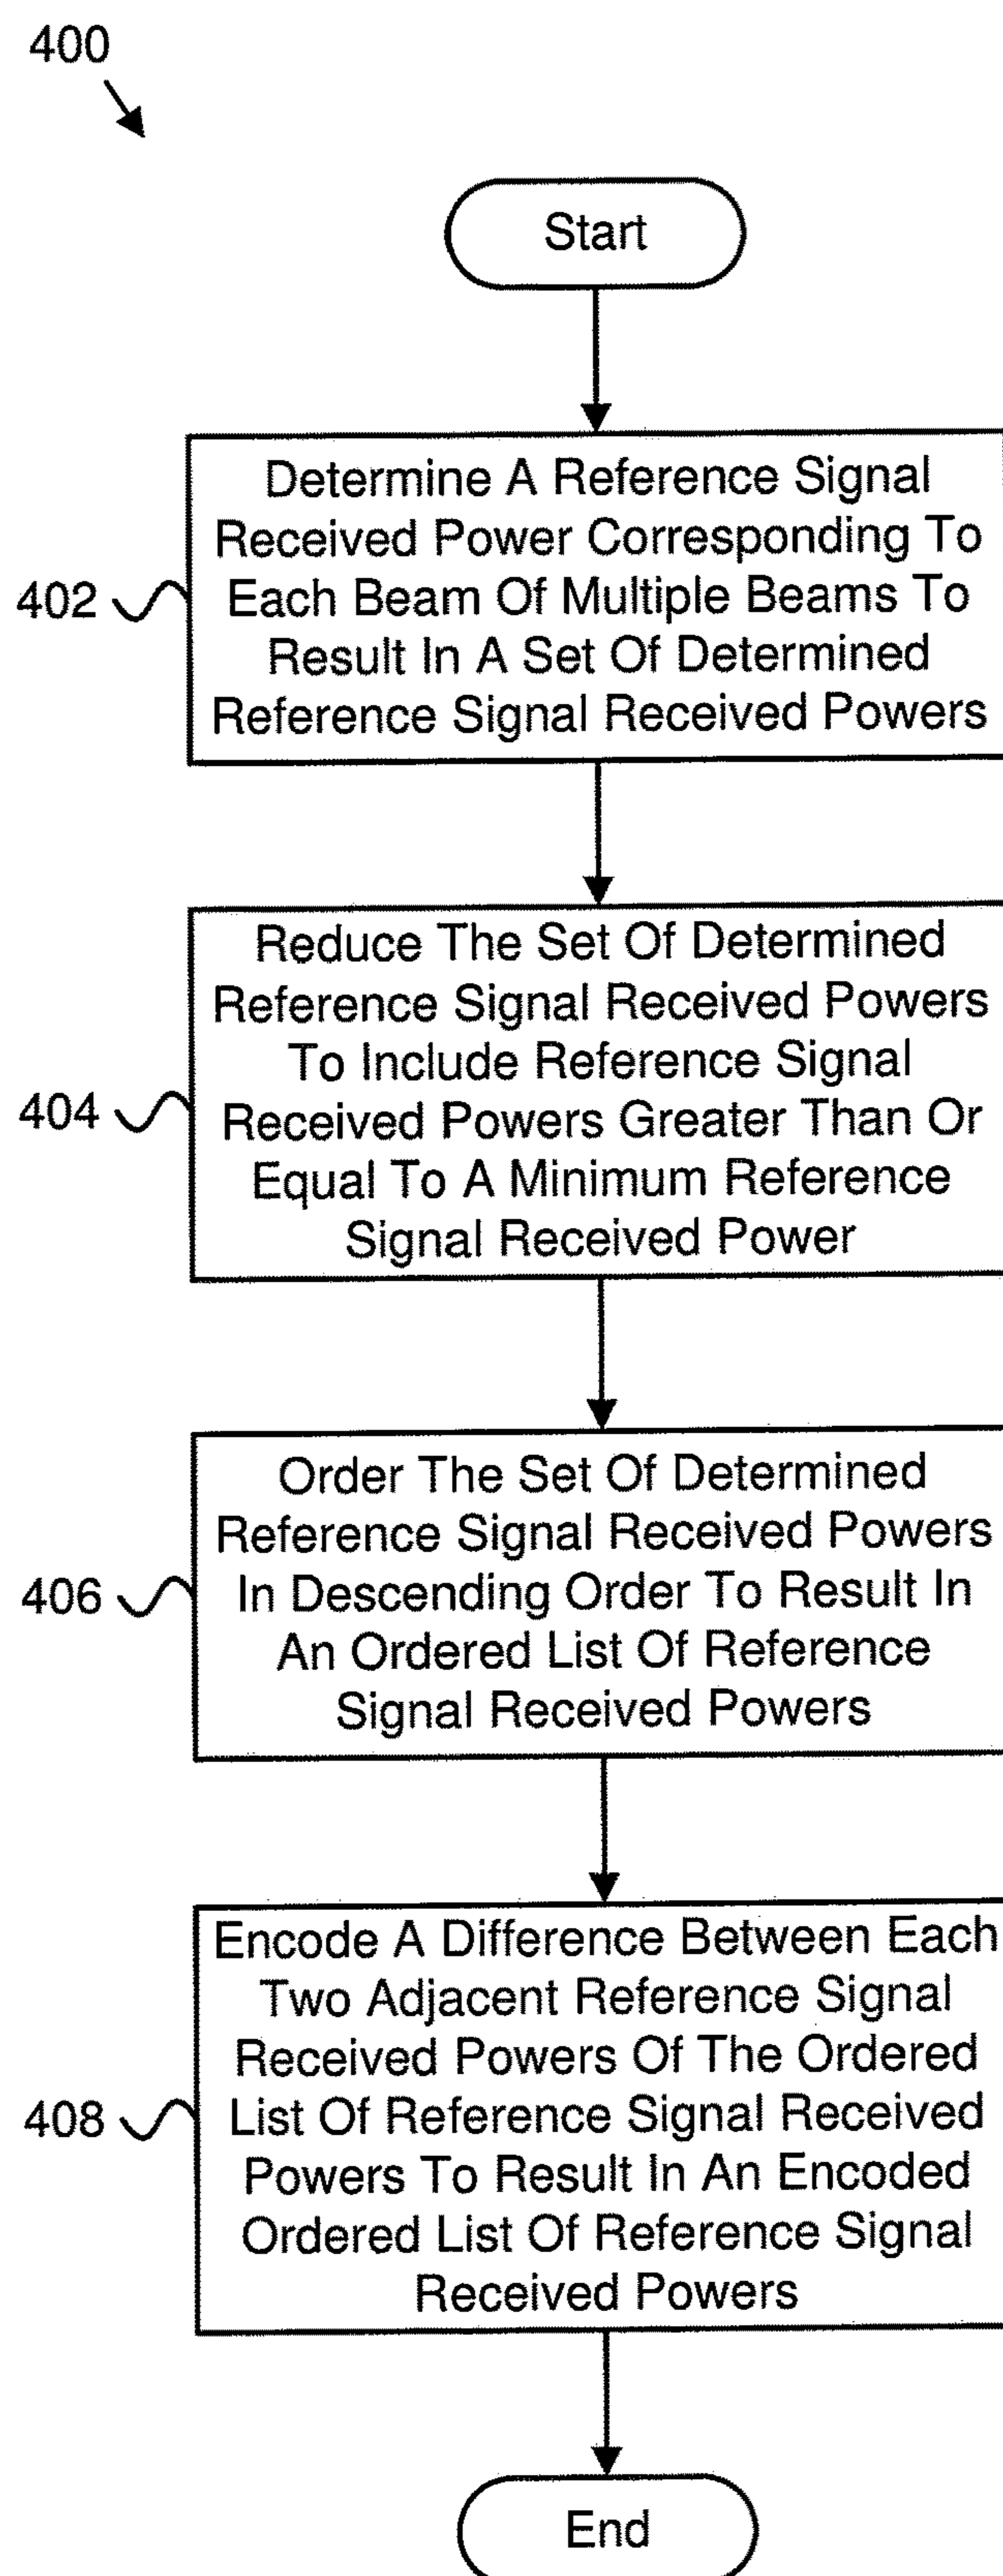 400
Start
402
Determine A Reference Signal
Received Power Corresponding To
Each Beam Of Multiple Beams To
Result In A Set Of Determined
Reference Signal Received Powers
404
Reduce The Set Of Determined
Reference Signal Received Powers
To Include Reference Signal
Received Powers Greater Than Or
Equal To A Minimum Reference
Signal Received Power
406
Order The Set Of Determined
Reference Signal Received Powers
In Descending Order To Result In
An Ordered List Of Reference
Signal Received Powers
408
Encode A Difference Between Each
Two Adjacent Reference Signal
Received Powers Of The Ordered
List Of Reference Signal Received
Powers To Result In An Encoded
Ordered List Of Reference Signal
Received Powers
End